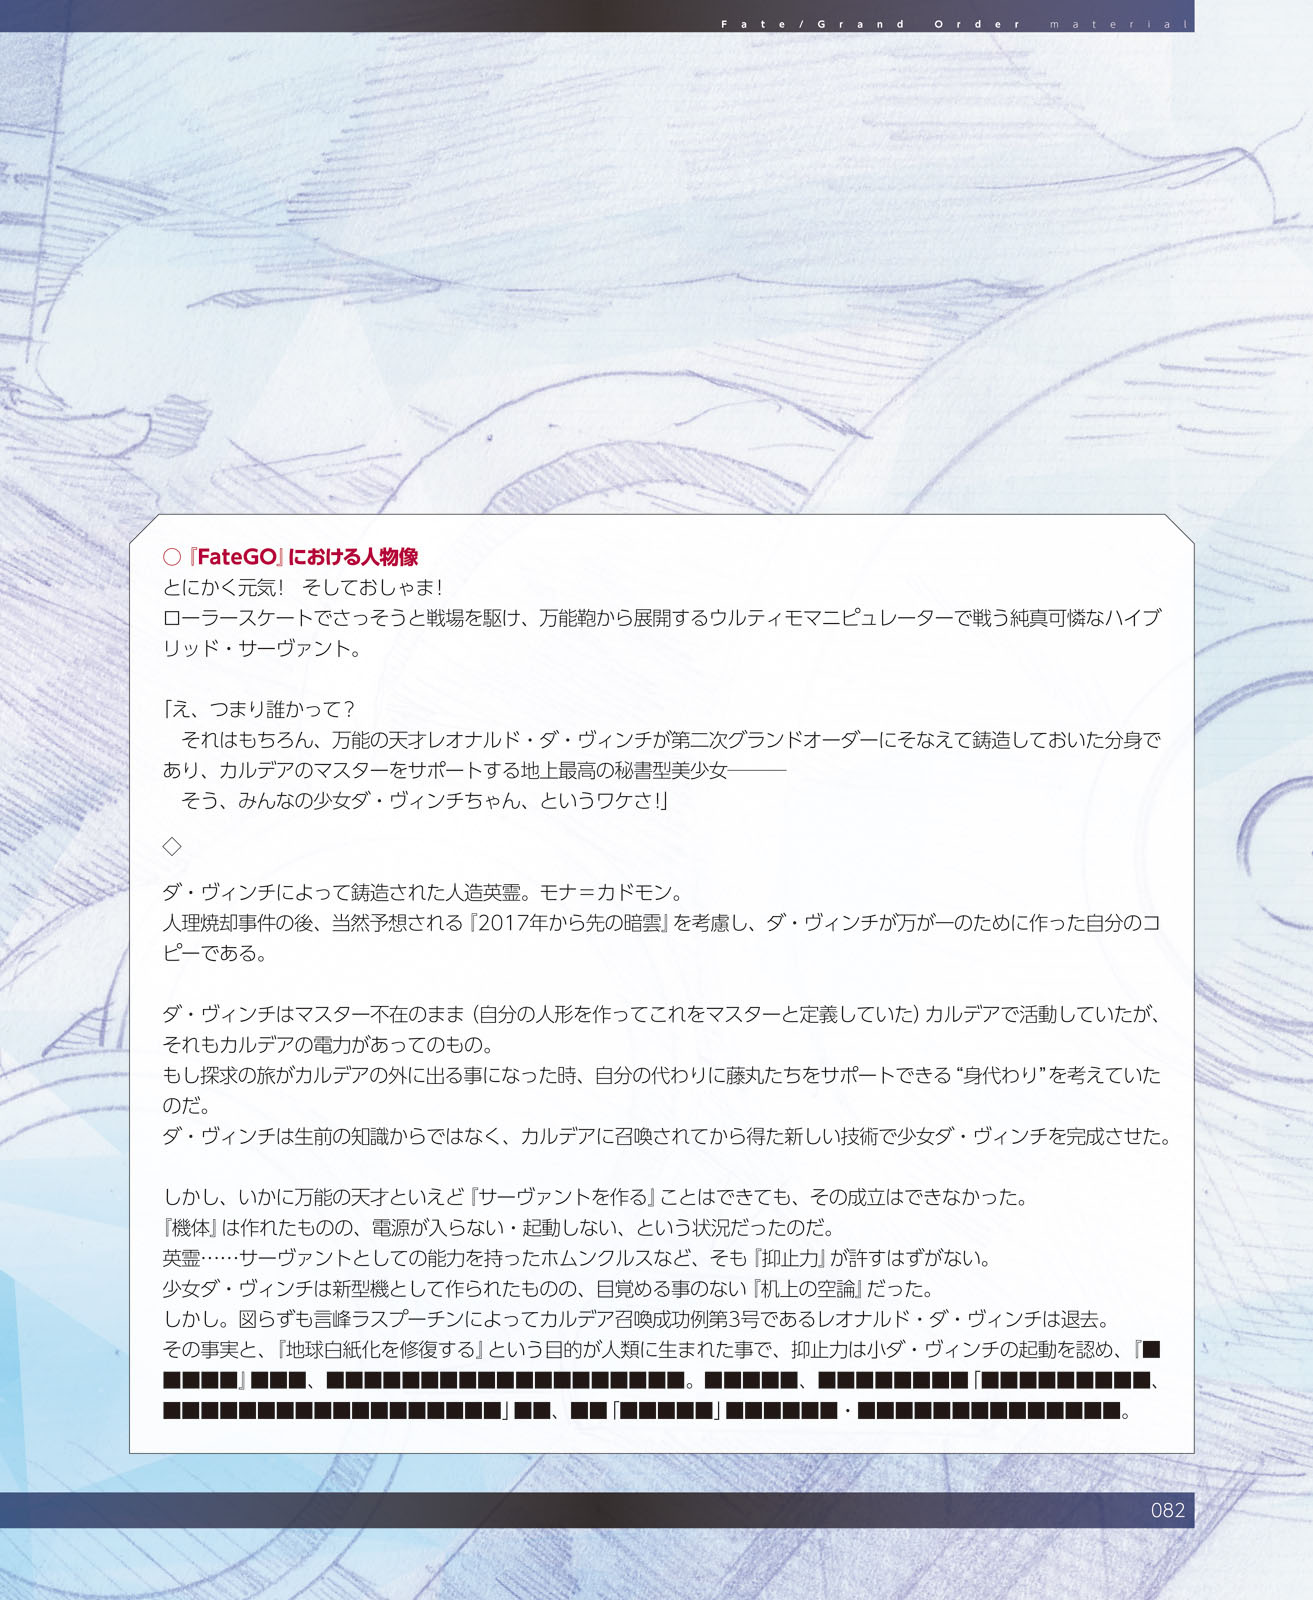 Fate/Grand Order material
○『FateGO』における人物像
とにかく元気！ そしておしゃま！
ローラースケートでさっそうと戦場を駆け、万能鞄から展開するウルティモマニピュレーターで戦う純真可憐なハイブ
リッド・サーヴァント。
「え、つまり誰かって？
それはもちろん、万能の天才レオナルド・ダ・ヴィンチが第二次グランドオーダーにそなえて鋳造しておいた分身で
あり、カルデアのマスターをサポートする地上最高の秘書型美少女―――
そう、みんなの少女ダ・ヴィンチちゃん、というワケさ！」
◇
ダ・ヴィンチによって鋳造された人造英霊。モナ＝カドモン。
人理焼却事件の後、当然予想される『2017年から先の暗雲』を考慮し、ダ・ヴィンチが万が一のために作った自分のコ
ピーである。
ダ・ヴィンチはマスター不在のまま（自分の人形を作ってこれをマスターと定義していた）カルデアで活動していたが、
それもカルデアの電力があってのもの。
もし探求の旅がカルデアの外に出る事になった時、自分の代わりに藤丸たちをサポートできる“身代わり”を考えていた
のだ。
ダ・ヴィンチは生前の知識からではなく、カルデアに召喚されてから得た新しい技術で少女ダ・ヴィンチを完成させた。
しかし、いかに万能の天才といえど『サーヴァントを作る』ことはできても、その成立はできなかった。
『機体』は作れたものの、電源が入らない・起動しない、という状況だったのだ。
英霊……サーヴァントとしての能力を持ったホムンクルスなど、そも『抑止力』が許すはずがない。
少女ダ・ヴィンチは新型機として作られたものの、目覚める事のない『机上の空論』だった。
しかし。図らずも言峰ラスプーチンによってカルデア召喚成功例第3号であるレオナルド・ダ・ヴィンチは退去。
その事実と、『地球白紙化を修復する』という目的が人類に生まれた事で、抑止力は小ダ・ヴィンチの起動を認め、『■
■■■■』■■■、■■■■■■■■■■■■■■■■■■■。■■■■■、■■■■■■■■「■■■■■■■■■、
■■■■■■■■■■■■■■■■■■」■■、■■「■■■■■」■■■■■■・■■■■■■■■■■■■■■。
082